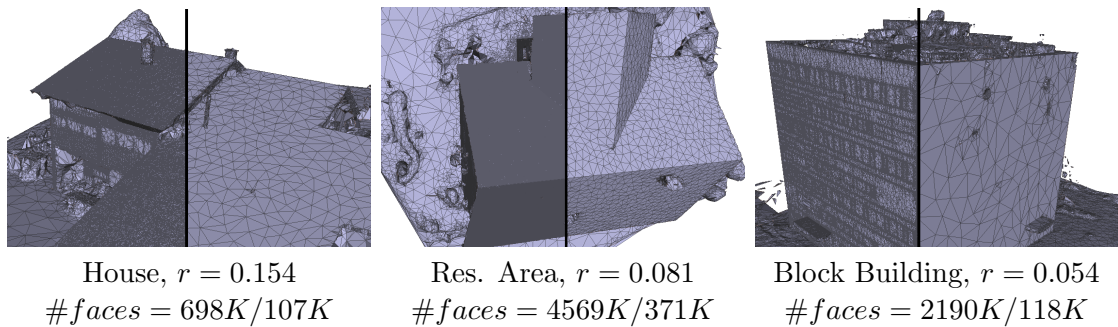 House, r = 0.154
#faces = 698K/107K
Res. Area, r = 0.081
#faces = 4569K/371K
Block Building, r = 0.054
#faces = 2190K/118K